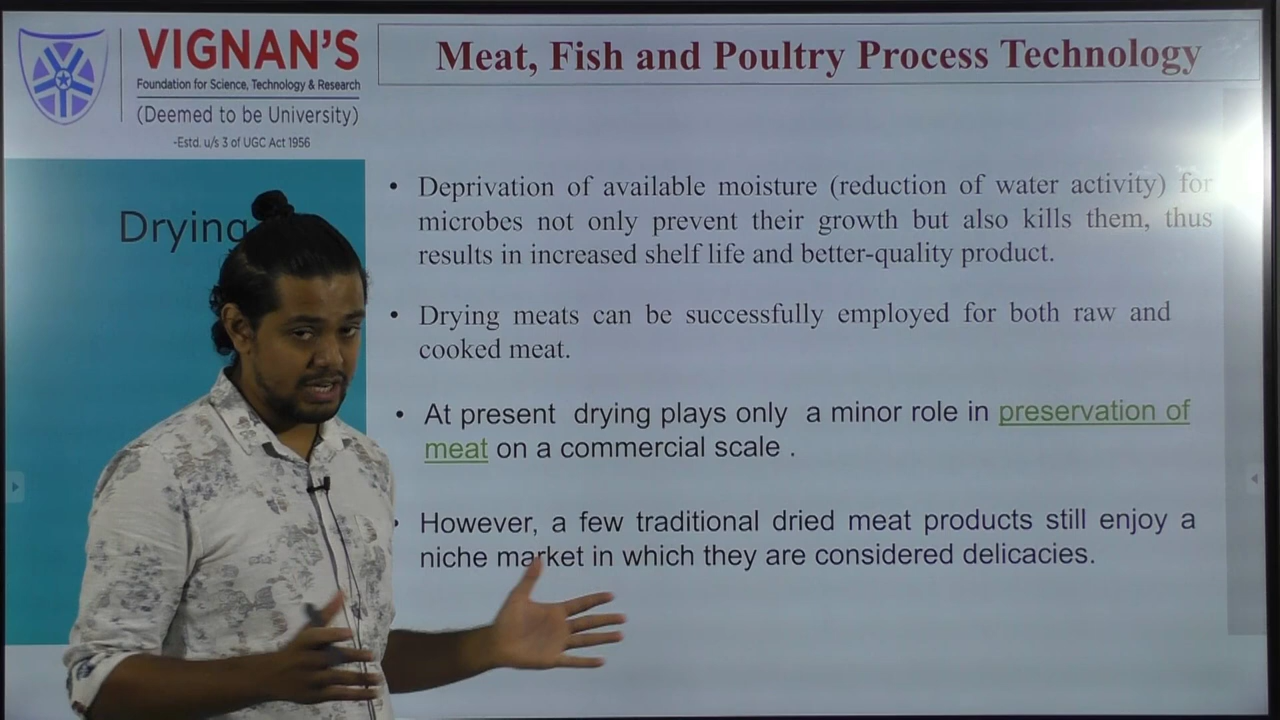 VIGNAN'S
Foundation for Science, Technology & Research
(Deemed to be University)
-Estd. u/s 3 of UGC Act 1956
Meat, Fish and Poultry Process Technology
Drying
• Deprivation of available moisture (reduction of water activity) for
microbes not only prevent their growth but also kills them, thus
results in increased shelf life and better-quality product.
• Drying meats can be successfully employed for both raw and
cooked meat.
• At present drying plays only a minor role in preservation of
meat on a commercial scale .
• However, a few traditional dried meat products still enjoy a
niche market in which they are considered delicacies.